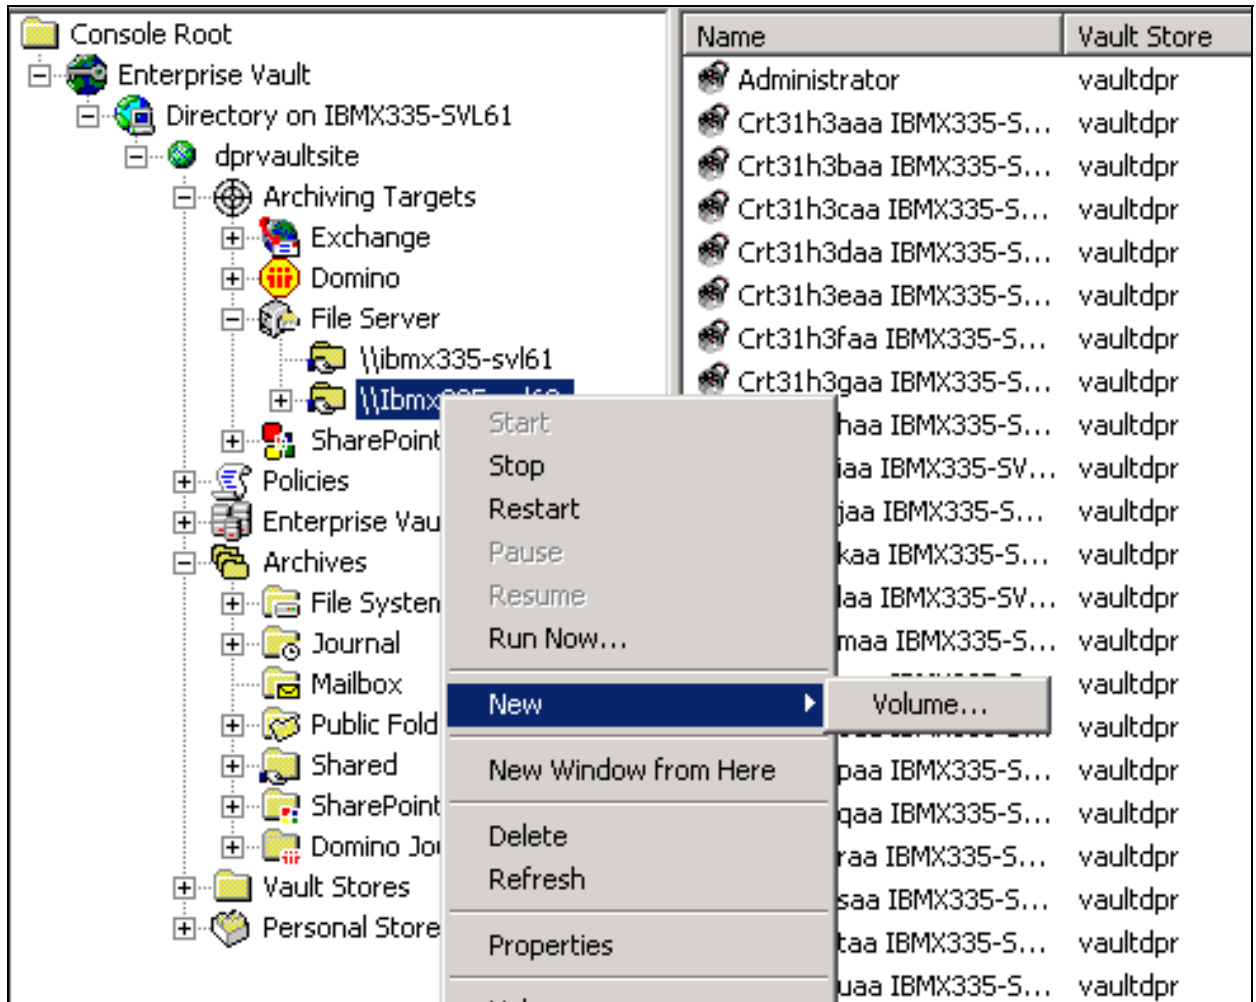 Console Root
Enterprise Vault
Directory on IBMX335-SVL61
dprvaultsite
Archiving Targets
Exchange
Domino
File Server
\\ibmx335-svl61
\\Ibmx
SharePoint
Policies
Enterprise Vau
Archives
File System
Journal
Mailbox
Public Fold
Shared
SharePoint
Domino Jou
Vault Stores
Personal Store
Start
Stop
Restart
Pause
Resume
Run Now...
New
Volume...
New Window from Here
Delete
Refresh
Properties
Name Vault Store
Administrator vaultdpr
Crt31h3aaa IBMX335-S... vaultdpr
Crt31h3baa IBMX335-S... vaultdpr
Crt31h3caa IBMX335-S... vaultdpr
Crt31h3daa IBMX335-S... vaultdpr
Crt31h3eaa IBMX335-S... vaultdpr
Crt31h3faa IBMX335-S... vaultdpr
Crt31h3gaa IBMX335-S... vaultdpr
haa IBMX335-S... vaultdpr
iaa IBMX335-SV... vaultdpr
jaa IBMX335-S... vaultdpr
kaa IBMX335-S... vaultdpr
laa IBMX335-SV... vaultdpr
maa IBMX335-S... vaultdpr
vaultdpr
vaultdpr
paa IBMX335-S... vaultdpr
qaa IBMX335-S... vaultdpr
raa IBMX335-S... vaultdpr
saa IBMX335-S... vaultdpr
taa IBMX335-S... vaultdpr
uaa IBMX335-S... vaultdpr